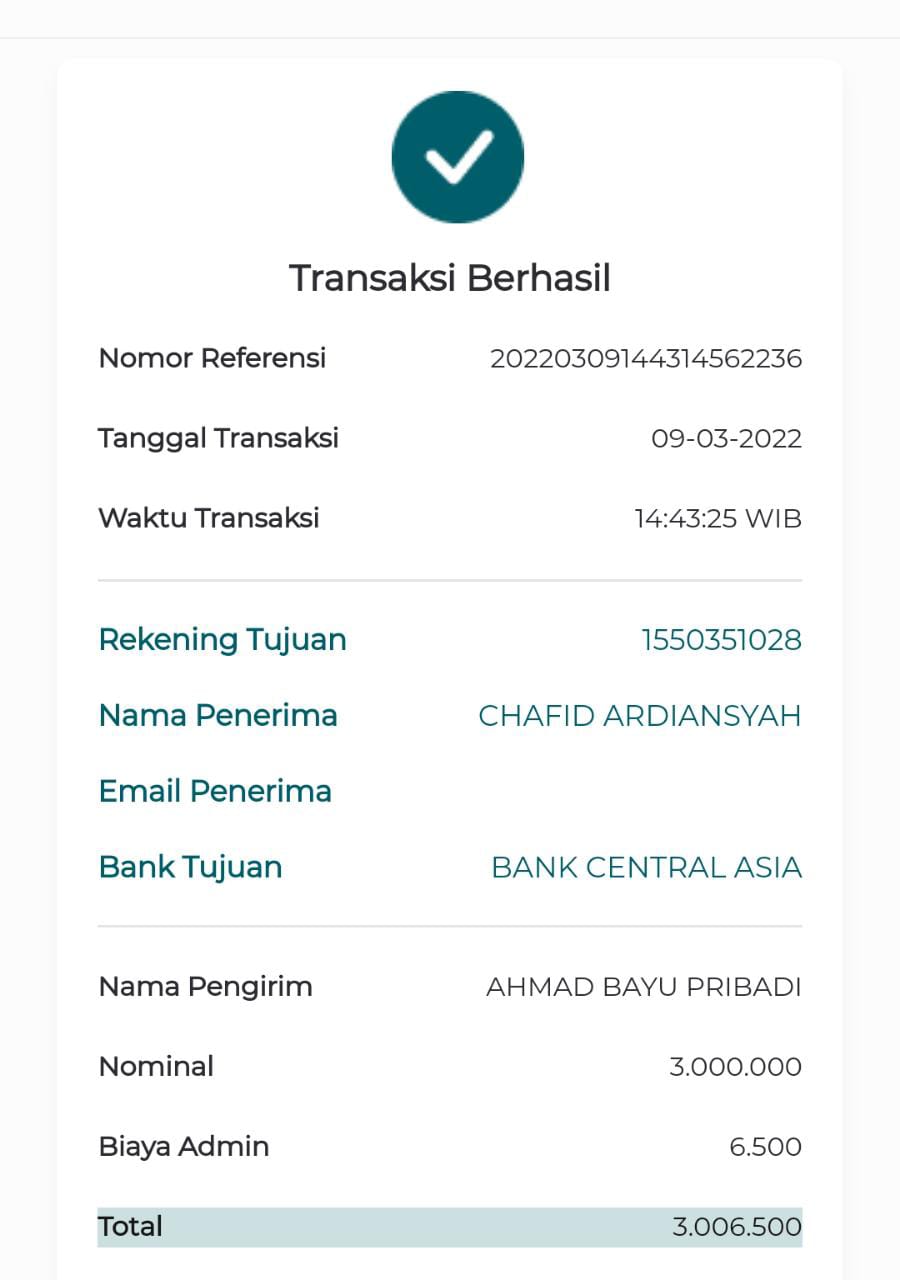 Transaksi Berhasil
Nomor Referensi 20220309144314562236
Tanggal Transaksi 09-03-2022
Waktu Transaksi 14:43:25 WIB
Rekening Tujuan 1550351028
Nama Penerima CHAFID ARDIANSYAH
Email Penerima
Bank Tujuan BANK CENTRAL ASIA
Nama Pengirim AHMAD BAYU PRIBADI
Nominal 3.000.000
Biaya Admin 6.500
Total 3.006.500